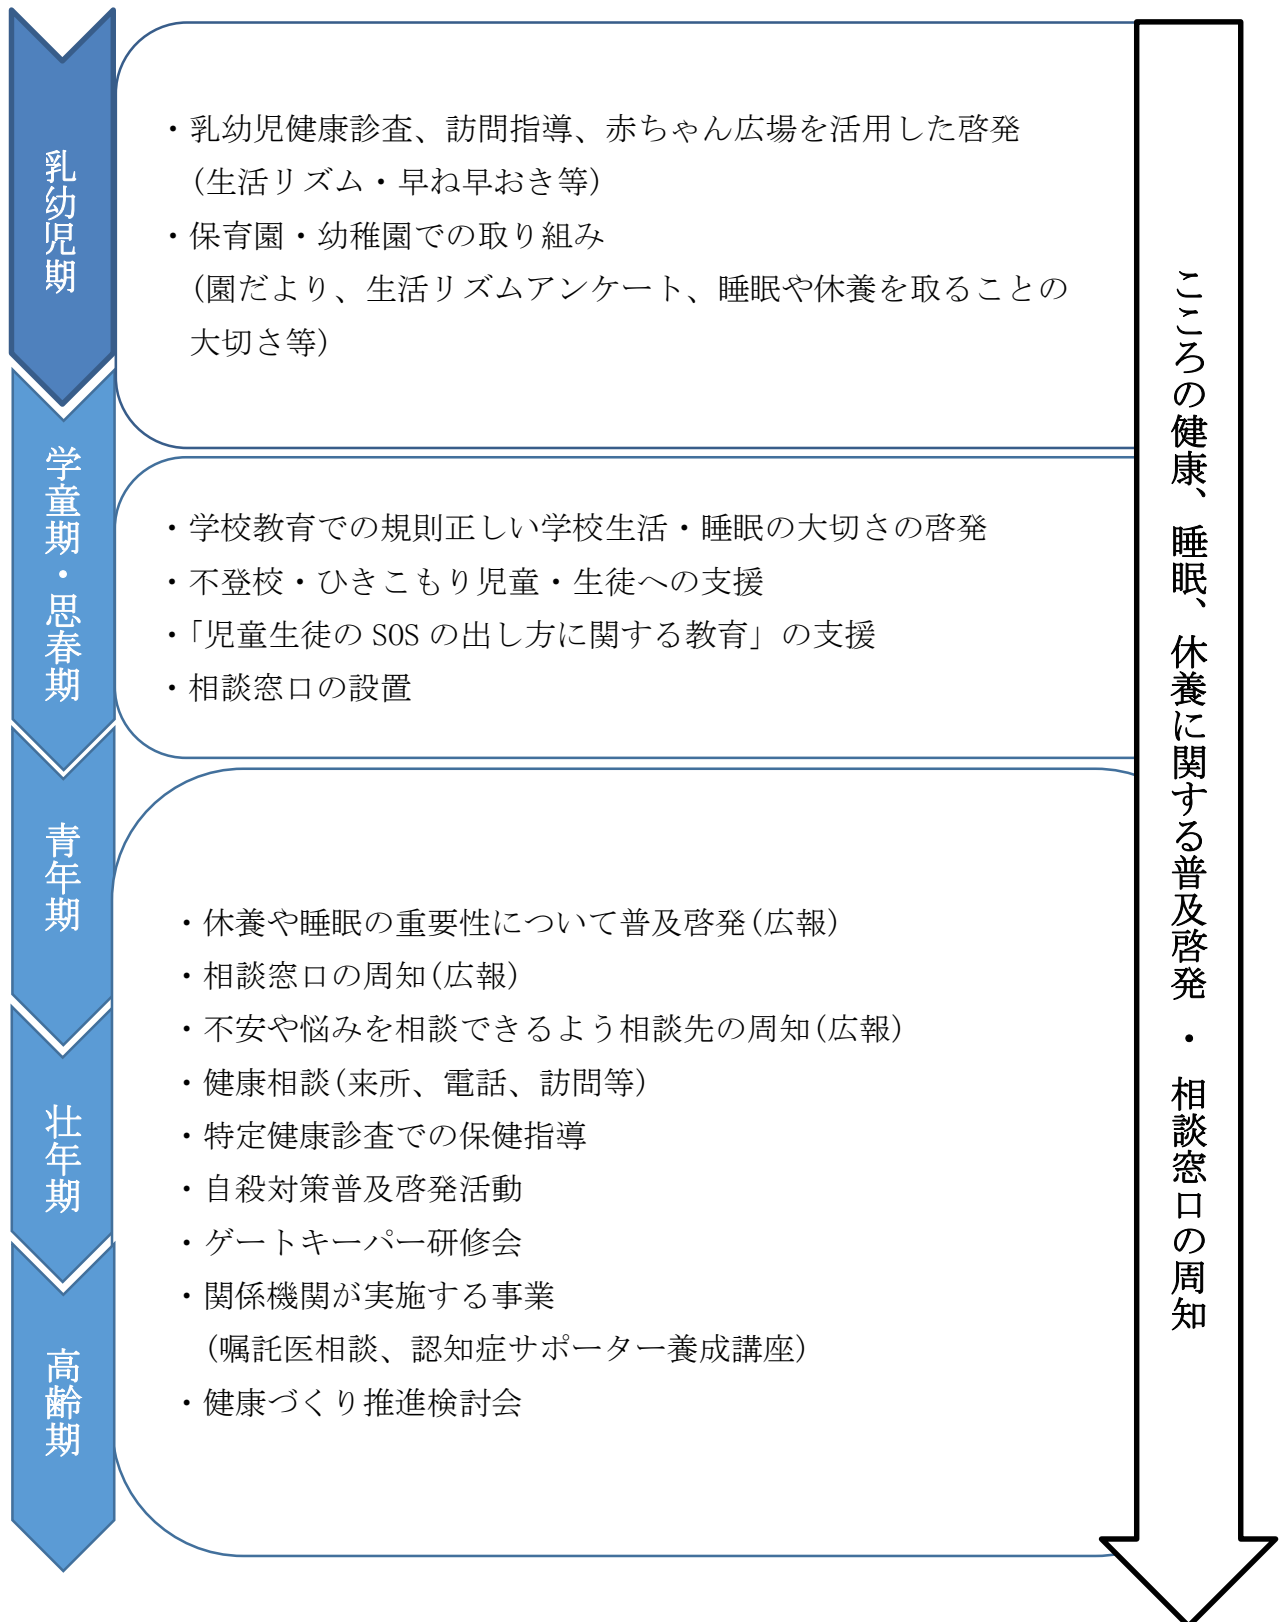 乳幼児期
・乳幼児健康診査、訪問指導、赤ちゃん広場を活用した啓発
(生活リズム・早ね早おき等)
・保育園・幼稚園での取り組み
(園だより、生活リズムアンケート、睡眠や休養を取ることの
大切さ等)
学童期・思春期
・学校教育での規則正しい学校生活・睡眠の大切さの啓発
・不登校・ひきこもり児童・生徒への支援
・「児童生徒の SOS の出し方に関する教育」の支援
・相談窓口の設置
青年期
壮年期
高齢期
・休養や睡眠の重要性について普及啓発(広報)
・相談窓口の周知(広報)
・不安や悩みを相談できるよう相談先の周知(広報)
・健康相談(来所、電話、訪問等)
・特定健康診査での保健指導
・自殺対策普及啓発活動
・ゲートキーパー研修会
・関係機関が実施する事業
(嘱託医相談、認知症サポーター養成講座)
・健康づくり推進検討会
こころの健康、睡眠、休養に関する普及啓発 ・ 相談窓口の周知